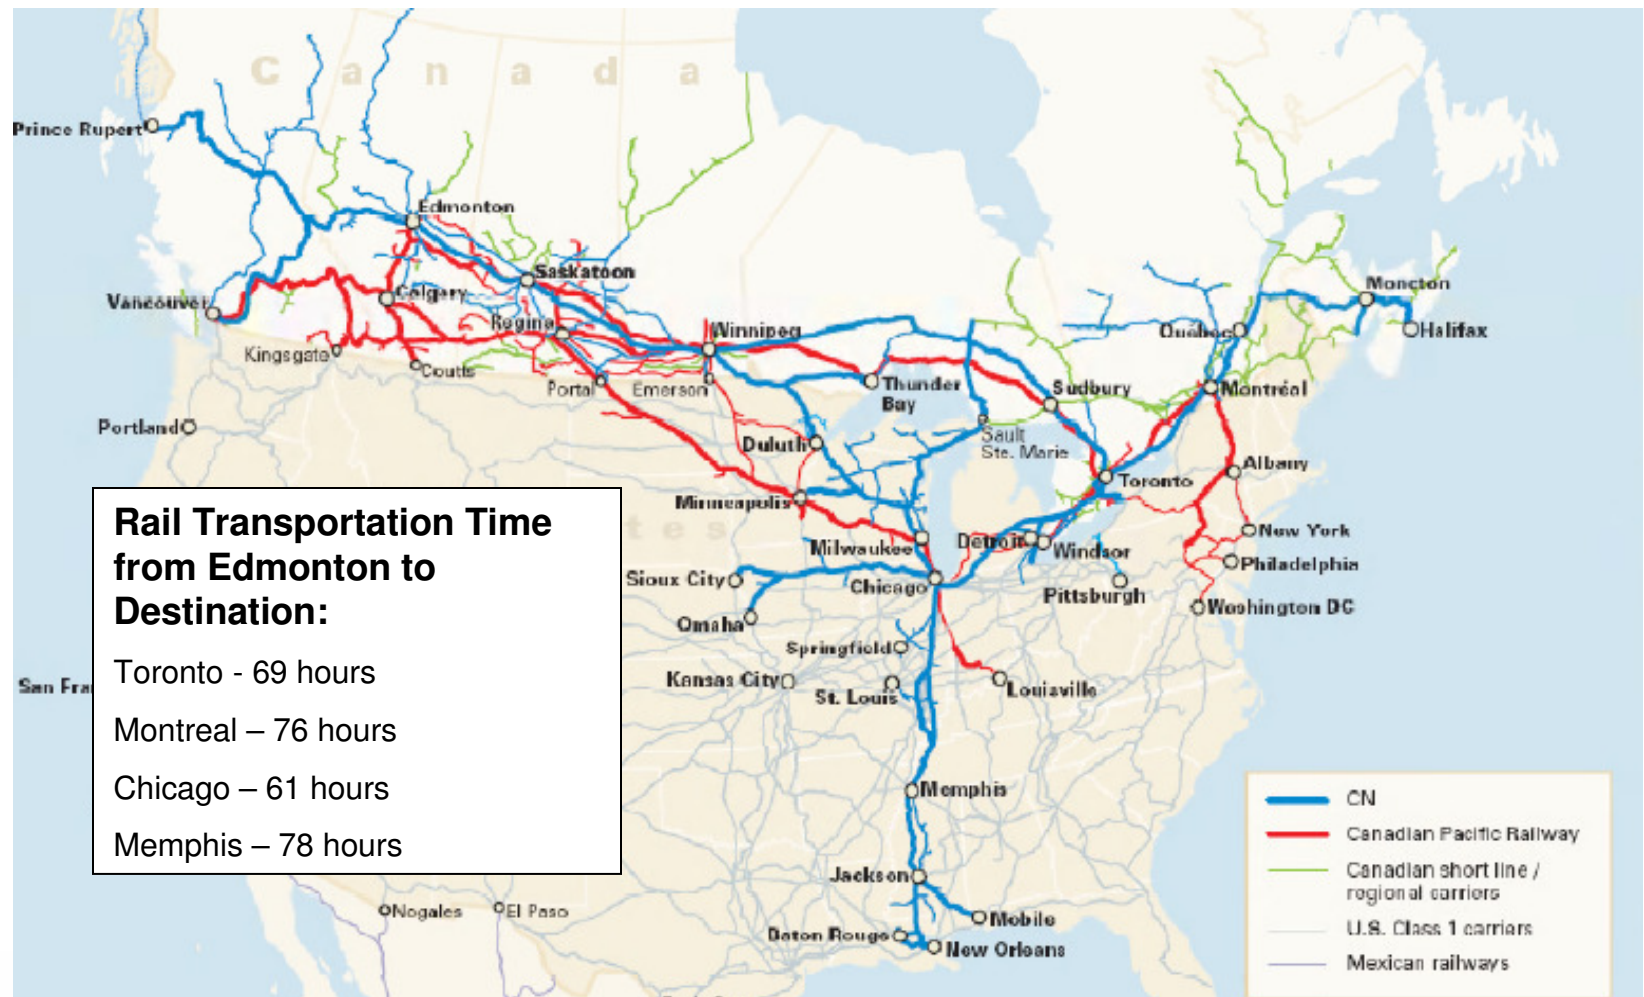 C a n a d a
Prince Rupert
Edmonton
Saskatoon
Vancouver
Calgary
Regina
Winnipeg
Moncton
Québec
Halifax
Kingsgate
Coutts
Portal
Emerson
Thunder
Bay
Sudbury
Montréal
Portland
Duluth
Sault
Ste. Marie
Albany
Toronto
Minneapolis
tes
New York
Milwaukee
Detroit
Windsor
Philadelphia
Sioux City
Chicago
Pittsburgh
Washington DC
Omaha
Springfield
Kansas City
St. Louis
Louisville
San Fra
Rail Transportation Time
from Edmonton to
Destination:
Toronto - 69 hours
Montreal – 76 hours
Chicago – 61 hours
Memphis – 78 hours
Memphis
Jackson
Nogales
El Paso
Mobile
Baton Rouge
New Orleans
CN
Canadian Pacific Railway
Canadian short line /
regional carriers
U.S. Class 1 carriers
Mexican railways